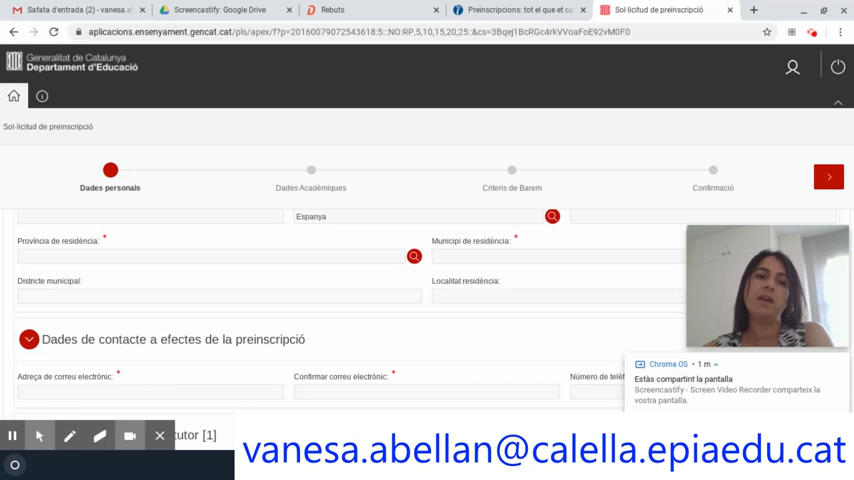 Safata d'entrada (2) - vanesa.a
Screencastify: Google Drive
Rebuts
Preinscripcions: tot el que et ca
Sol·licitud de preinscripció
aplicacions.ensenyament.gencat.cat/pls/apex/f?p=20160079072543618:5::NO:RP,5,10,15,20,25:&cs=3Bqej1BcRGc4rkVVoaFoE92vM0F0
Generalitat de Catalunya
Departament d'Educació
Sol·licitud de preinscripció
Dades personals
Dades Acadèmiques
Criteris de Barem
Confirmació
Espanya
Província de residència: *
Municipi de residència: *
Districte municipal:
Localitat residència:
Dades de contacte a efectes de la preinscripció
Adreça de correu electrònic: *
Confirmar correu electrònic: *
Número de telèf
Chrome OS • 1 m
Estàs compartint la pantalla
Screencastify - Screen Video Recorder comparteix la
vostra pantalla.
tutor [1]
vanesa.abellan@calella.epiaedu.cat